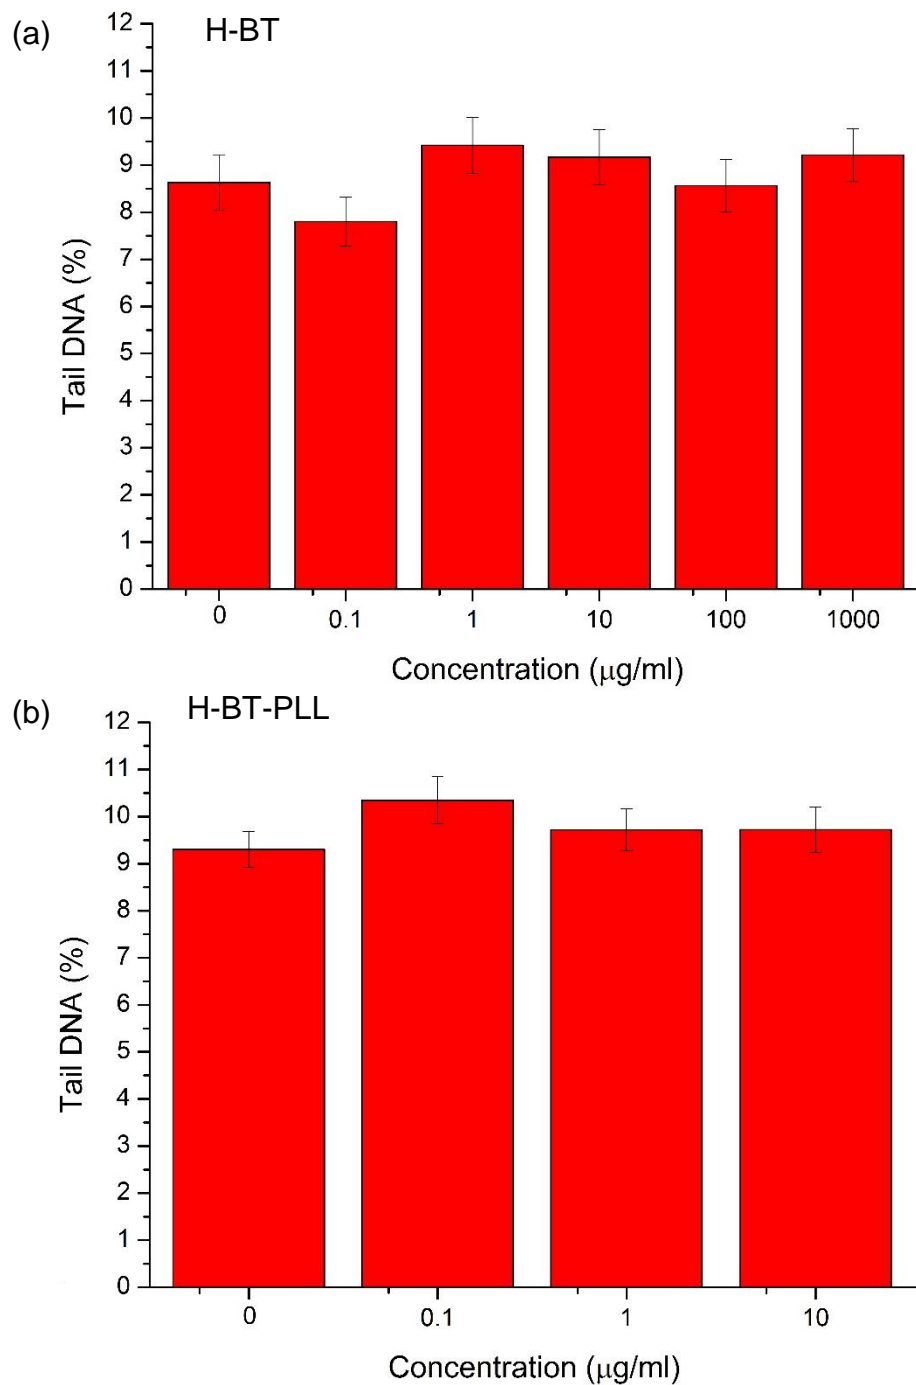 (a)
H-BT
12
11
10
9
8
7
6
5
4
3
2
1
0
Tail DNA (%)
0 0.1 1 10 100 1000
Concentration (μg/ml)
(b)
H-BT-PLL
12
11
10
9
8
7
6
5
4
3
2
1
0
Tail DNA (%)
0 0.1 1 10
Concentration (μg/ml)